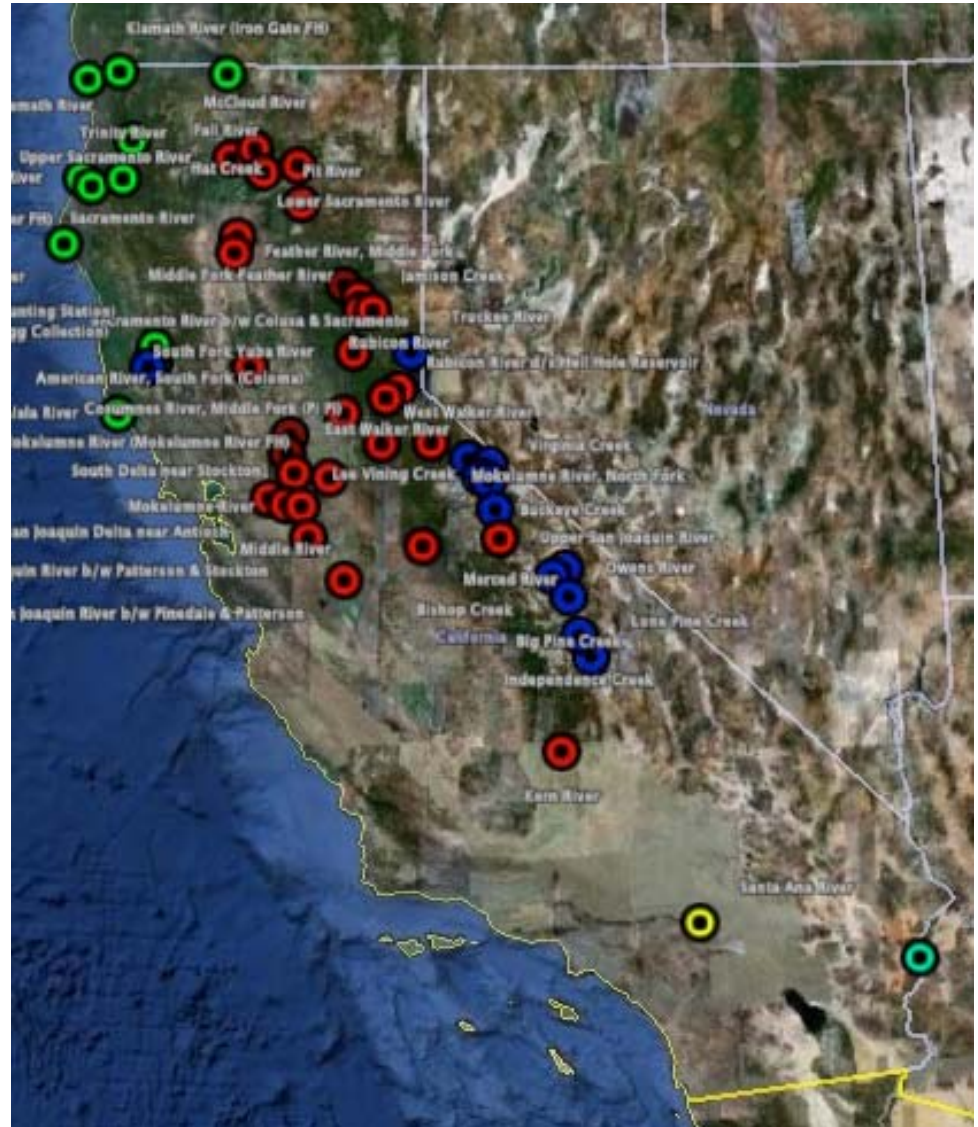 Klamath River (Iron Gate FH)
McCloud River
Trinity River
Fall River
Upper Sacramento River
Hat Creek
Pit River
River
Lower Sacramento River
Sacramento River
Feather River, Middle Fork
Middle Fork Feather River
Jamison Creek
Sacramento River b/w Colusa & Sacramento
Truckee River
Rubicon River
South Fork Yuba River
Rubicon River d/s Hell Hole Reservoir
American River, South Fork (Coloma)
Cosumnes River, Middle Fork (Pi Pi)
West Walker River
Nevada
East Walker River
Mokelumne River (Mokelumne River FH)
Virginia Creek
South Delta near Stockton
Lee Vining Creek
Mokelumne River, North Fork
Mokelumne River
Buckeye Creek
San Joaquin Delta near Antioch
Middle River
Upper San Joaquin River
quin River b/w Patterson & Stockton
Merced River
Owens River
Joaquin River b/w Pinedale & Patterson
Bishop Creek
Lone Pine Creek
California
Big Pine Creek
Independence Creek
Kern River
Santa Ana River